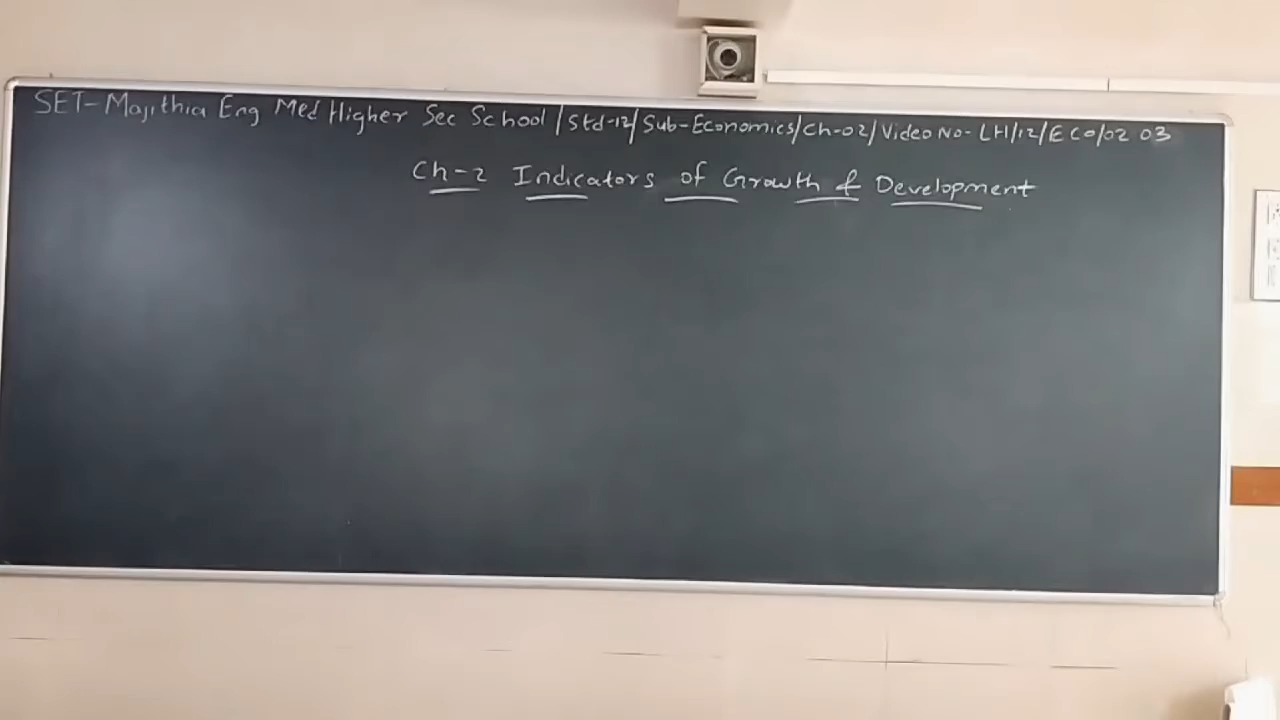 SET-Majithia Eng Med Higher Sec School/Std-12/Sub-Economics/Ch-02/Video No- LH/12/ECO/02 03
Ch-2 Indicators of Growth & Development